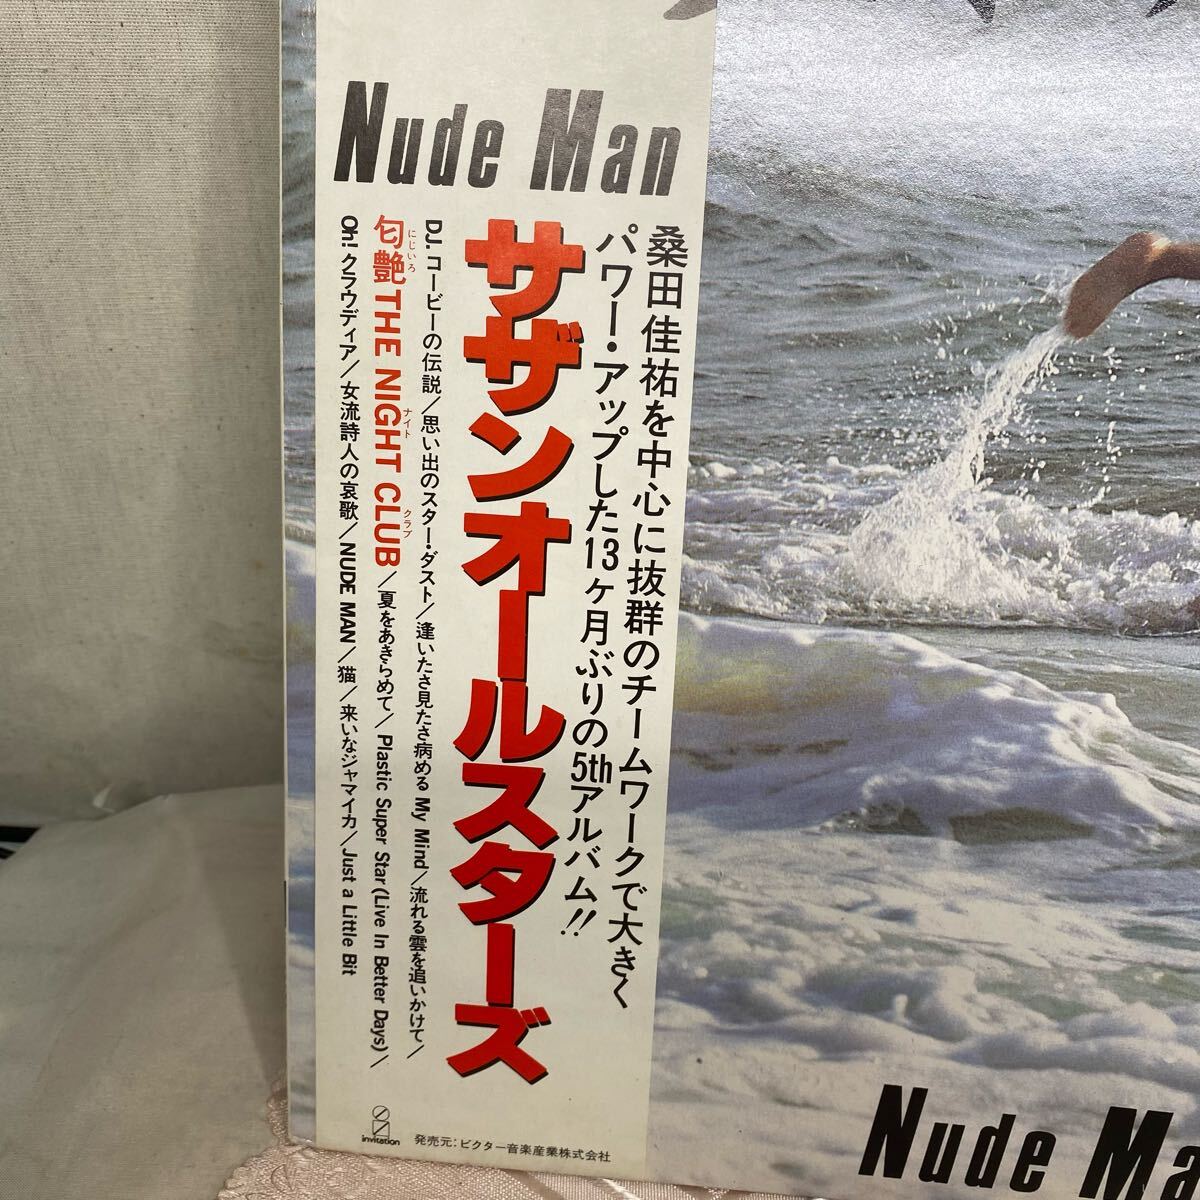 Nude Man
桑田佳祐を中心に抜群のチームワークで大きく
パワー・アップした13ヶ月ぶりの5thアルバム!!
サザンオールスターズ
DJ.コービーの伝説/思い出のスター・ダスト/逢いたさ見たさ病める My Mind/流れる雲を追いかけて/
匂艶 THE NIGHT CLUB/夏をあきらめて/Plastic Super Star (Live In Better Days)/
にじいろ
ナイト
クラブ
Oh!クラウディア/女流詩人の哀歌/NUDE MAN/猫/来いなジャマイカ/Just a Little Bit
invitation
発売元:ビクター音楽産業株式会社
Nude Ma